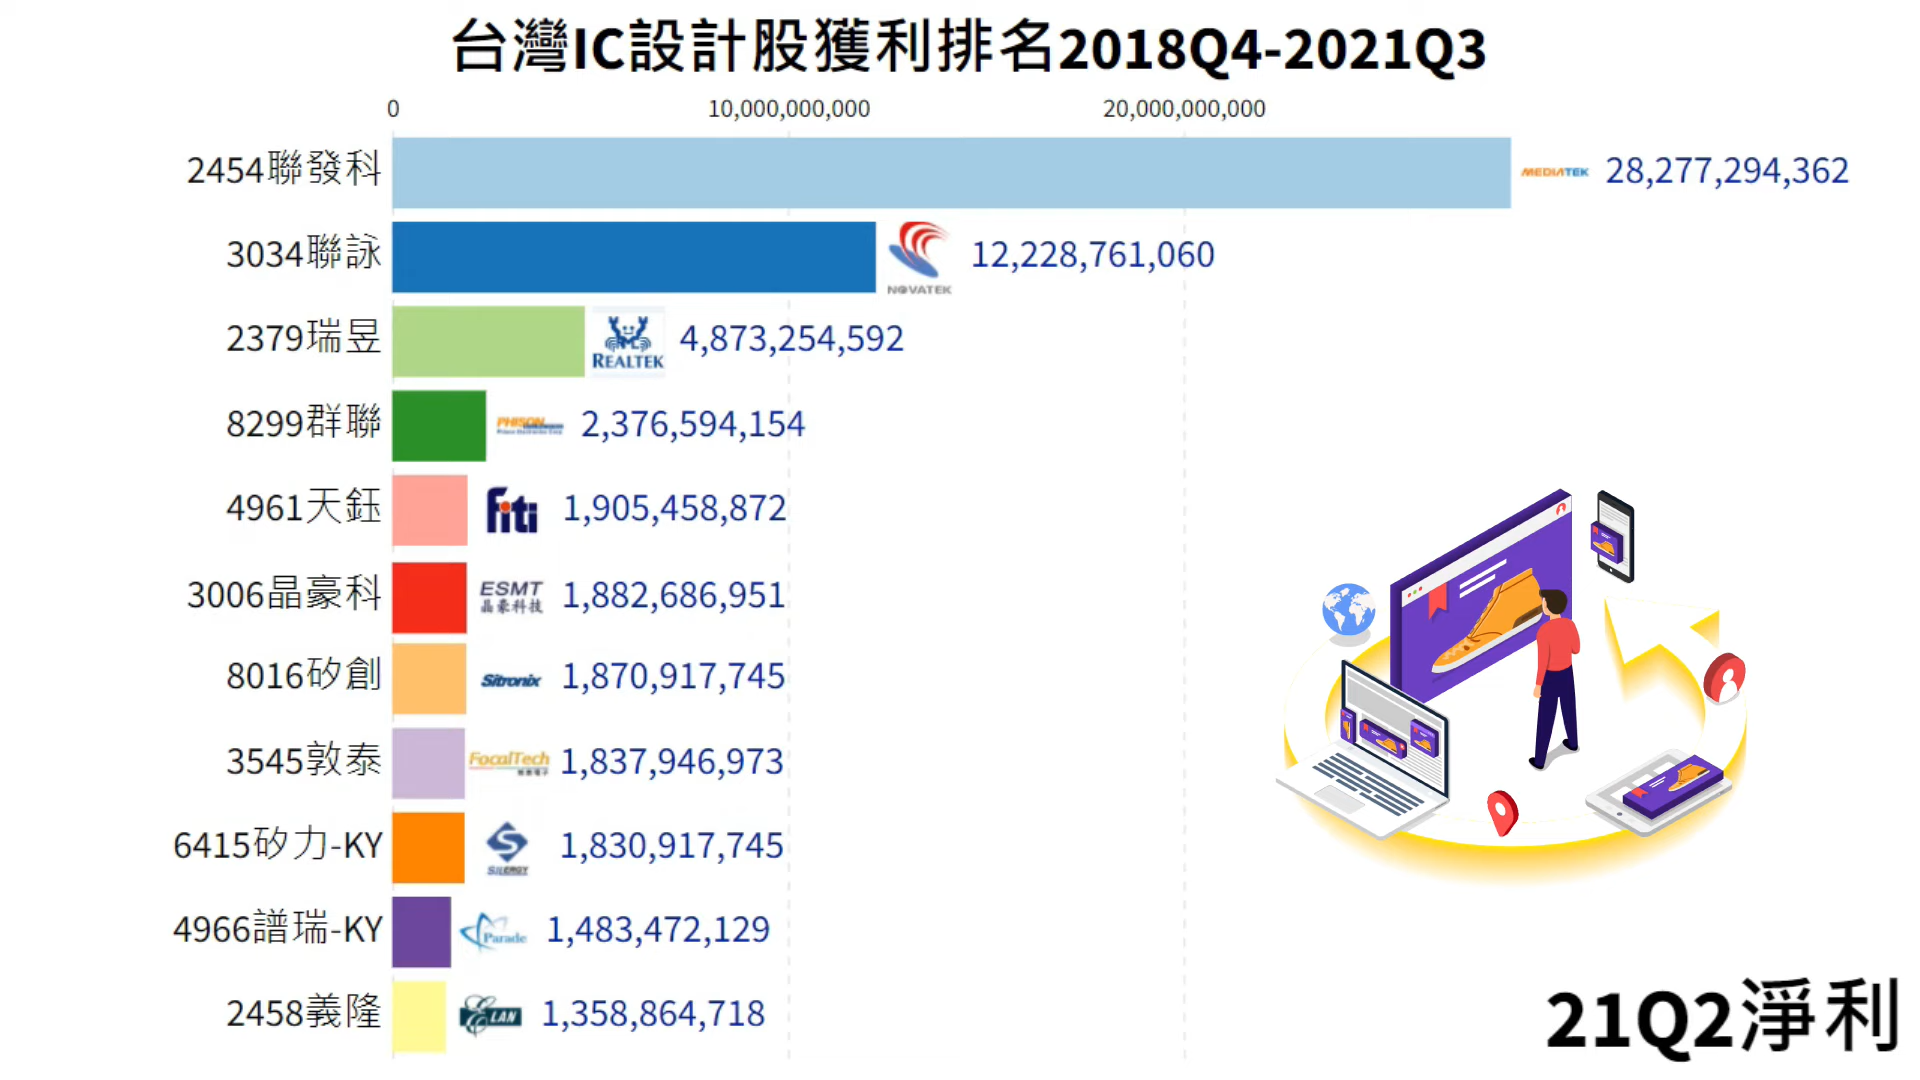 台灣IC設計股獲利排名2018Q4-2021Q3
0 10,000,000,000 20,000,000,000
2454聯發科 MEDIATEK 28,277,294,362
3034聯詠 NOVATEK 12,228,761,060
2379瑞昱 REALTEK 4,873,254,592
8299群聯 PHISON 2,376,594,154
4961天鈺 fiti 1,905,458,872
3006晶豪科 ESMT 晶豪科技 1,882,686,951
8016矽創 Sitronix 1,870,917,745
3545敦泰 FocalTech 1,837,946,973
6415矽力-KY SILERGY 1,830,917,745
4966譜瑞-KY Parade 1,483,472,129
2458義隆 ELAN 1,358,864,718
21Q2淨利